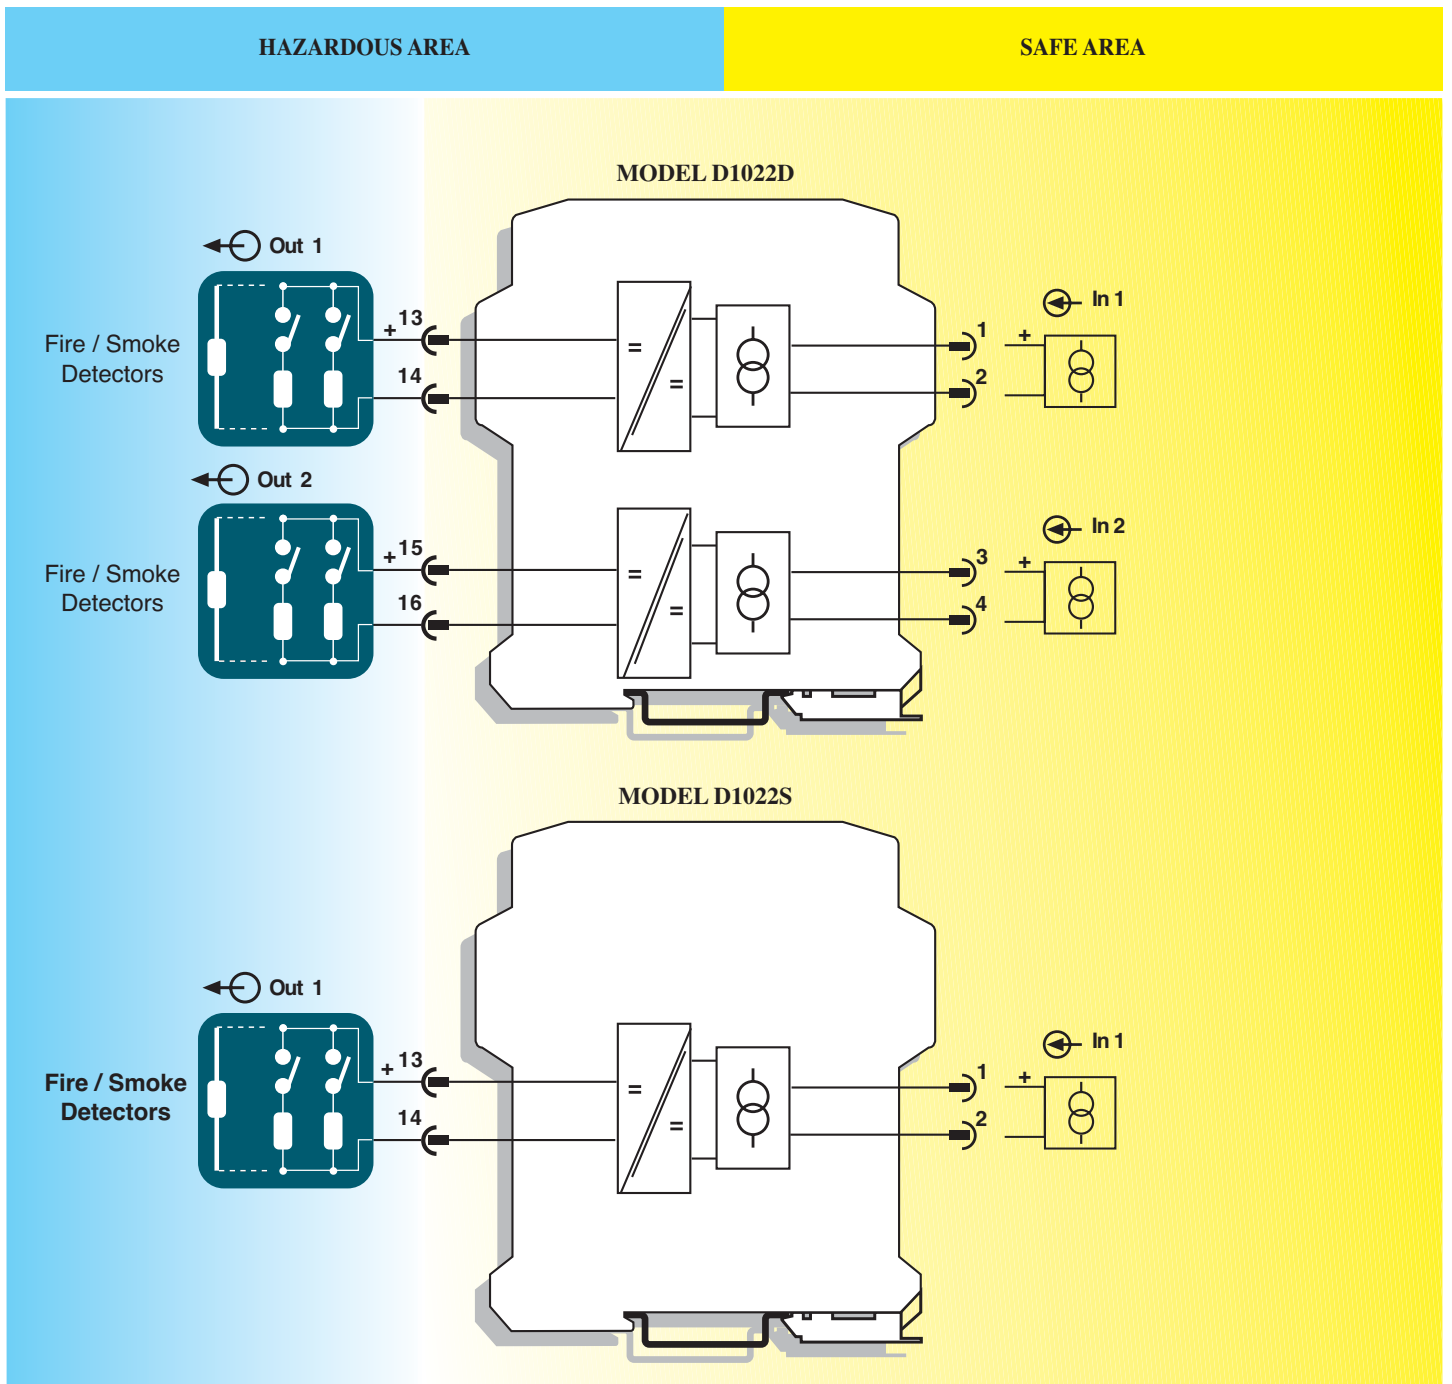 HAZARDOUS AREA
SAFE AREA
MODEL D1022D
Out 1
In 1
+ 13
1
+
Fire / Smoke
Detectors
14
2
Out 2
In 2
+ 15
3
+
Fire / Smoke
Detectors
16
4
=
=
=
=
MODEL D1022S
Out 1
In 1
+ 13
1
+
Fire / Smoke
Detectors
14
2
=
=